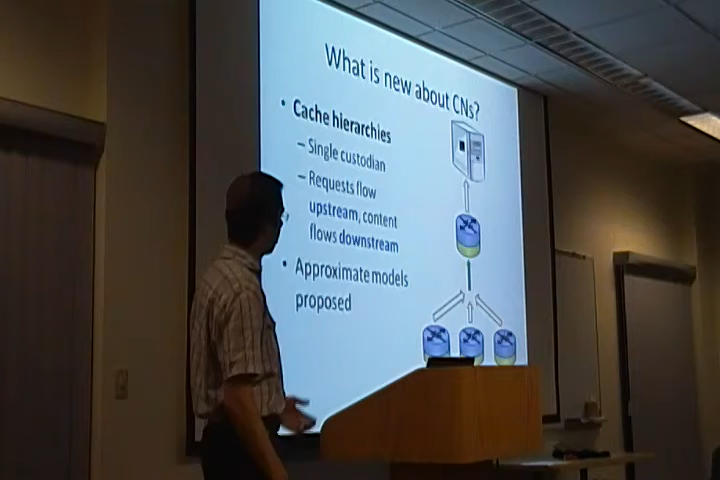 What is new about CNs?
• Cache hierarchies
– Single custodian
– Requests flow
upstream, content
flows downstream
• Approximate models
proposed